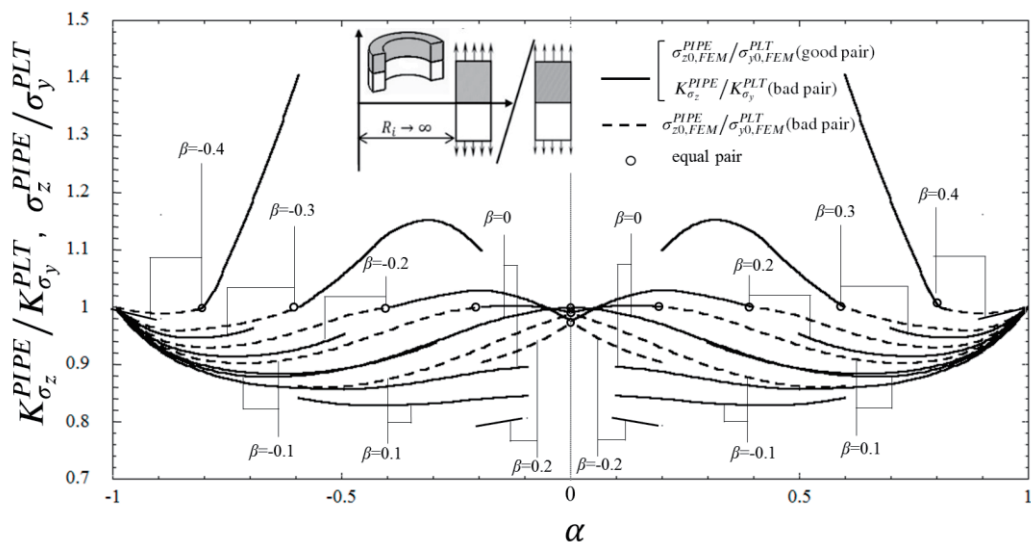 K_{σ_z}^{PIPE}/K_{σ_y}^{PLT}, σ_z^{PIPE}/σ_y^{PLT}
1.5
1.4
1.3
1.2
1.1
1
0.9
0.8
0.7
R_i → ∞
σ_{z0,FEM}^{PIPE}/σ_{y0,FEM}^{PLT}(good pair)
K_{σ_z}^{PIPE}/K_{σ_y}^{PLT}(bad pair)
σ_{z0,FEM}^{PIPE}/σ_{y0,FEM}^{PLT}(bad pair)
equal pair
β=-0.4
β=-0.3
β=-0.2
β=0
β=0
β=0.2
β=0.3
β=0.4
β=-0.1
β=0.1
β=0.2
β=-0.2
β=-0.1
β=0.1
-1
-0.5
0
0.5
1
α